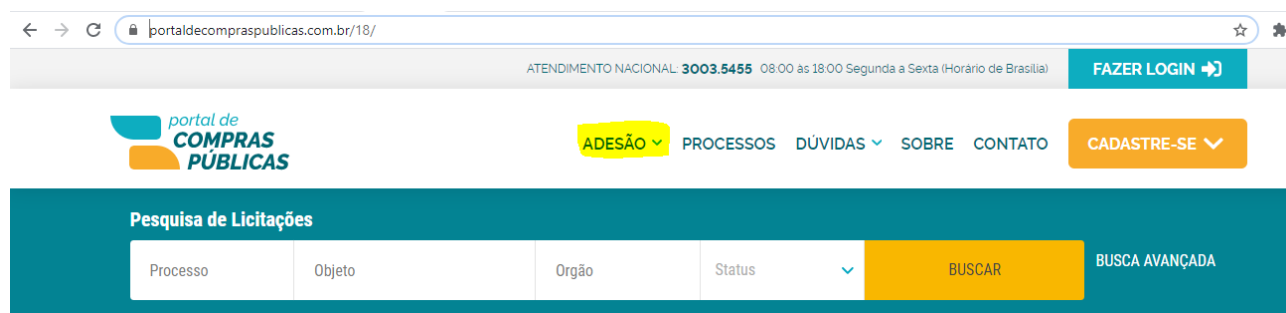 portaldecompraspublicas.com.br/18/
ATENDIMENTO NACIONAL: 3003.5455 08:00 às 18:00 Segunda a Sexta (Horário de Brasília)
FAZER LOGIN
portal de
COMPRAS
PÚBLICAS
ADESÃO PROCESSOS DÚVIDAS SOBRE CONTATO
CADASTRE-SE
Pesquisa de Licitações
Processo Objeto Orgão Status BUSCAR BUSCA AVANÇADA